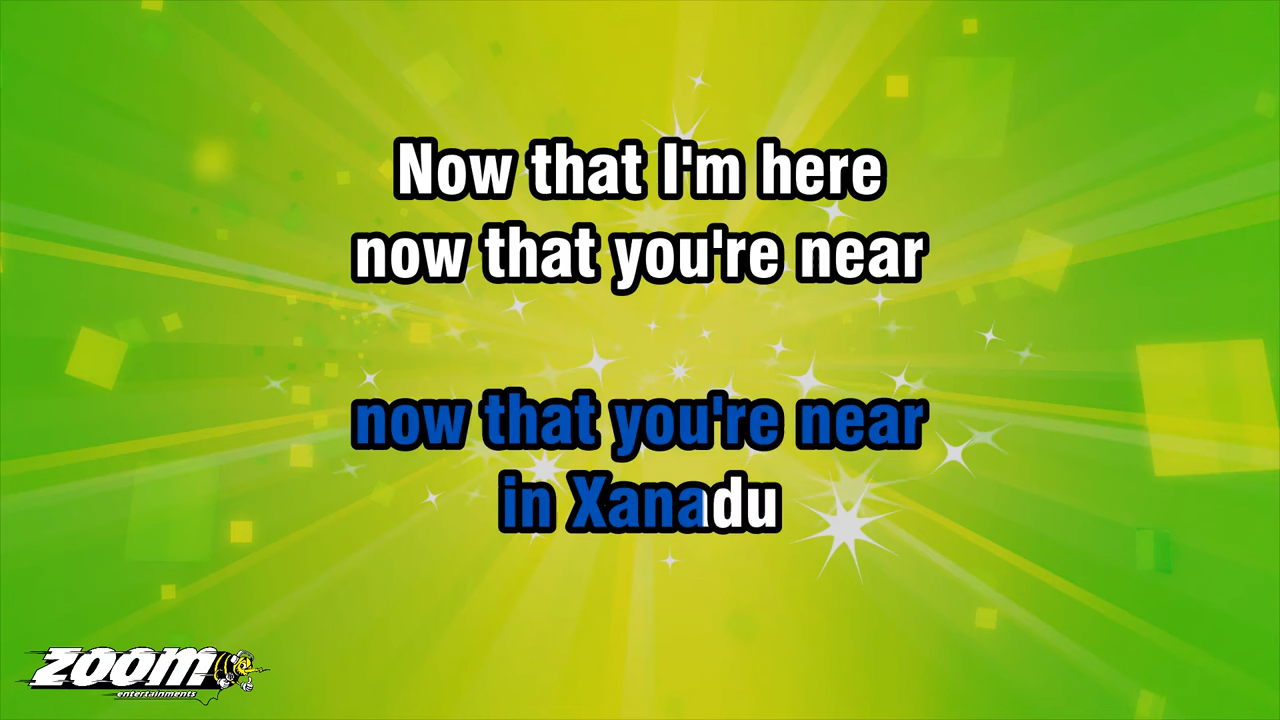 Now that I'm here
now that you're near
now that you're near
in Xanadu
zoom
entertainments